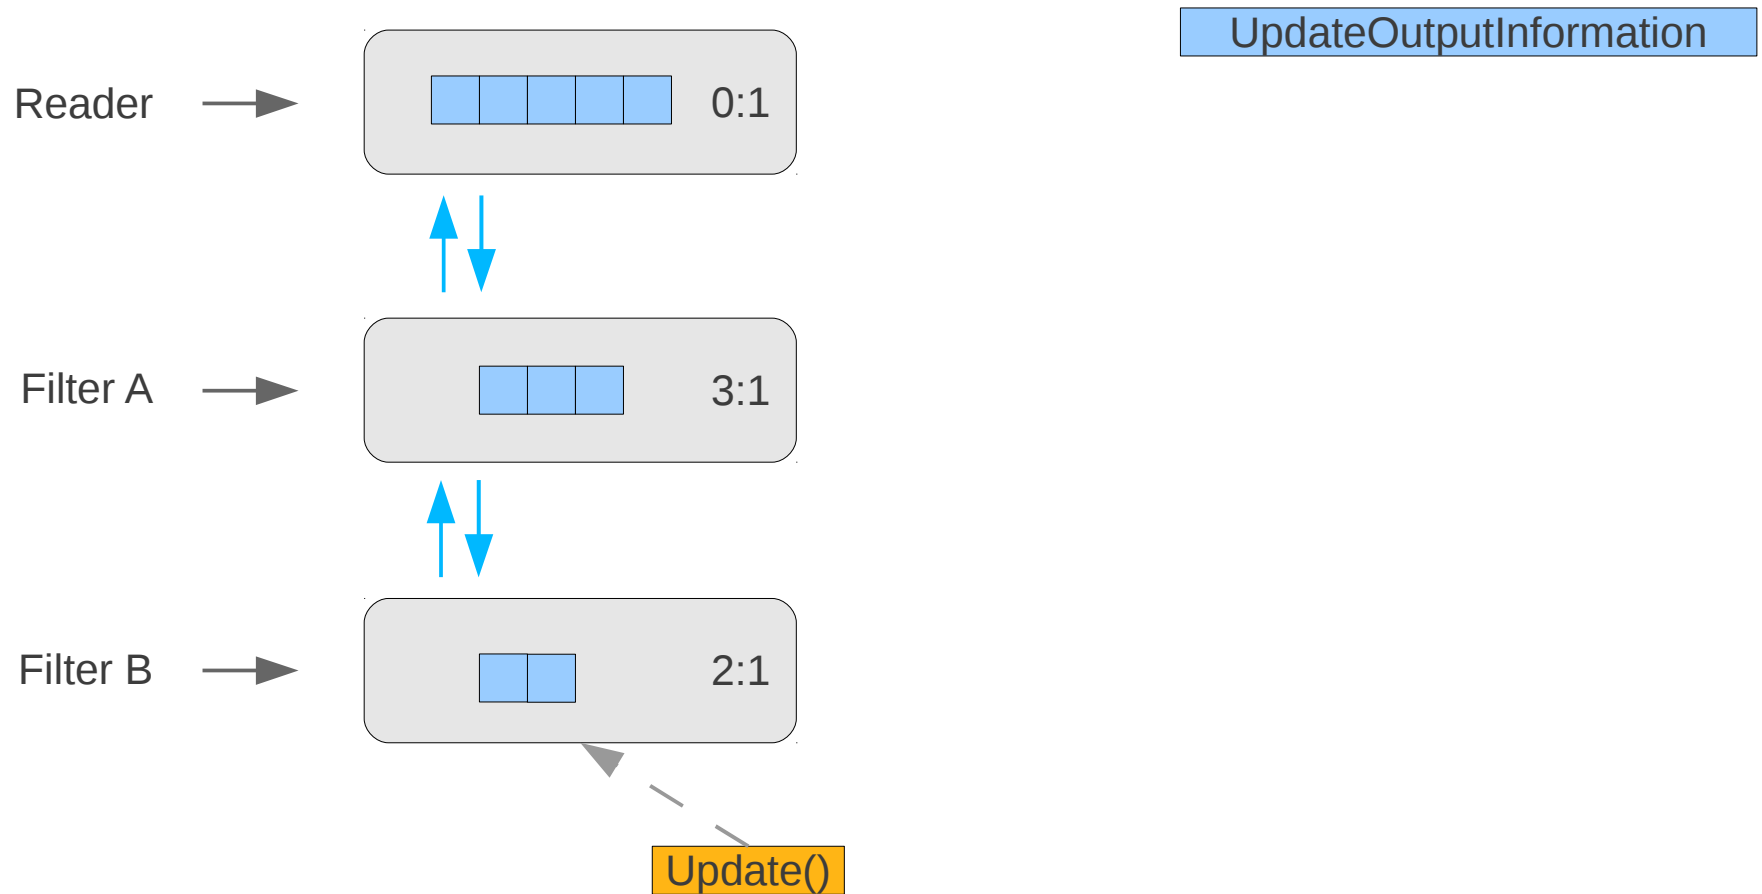 UpdateOutputInformation
Reader
0:1
Filter A
3:1
Filter B
2:1
Update()